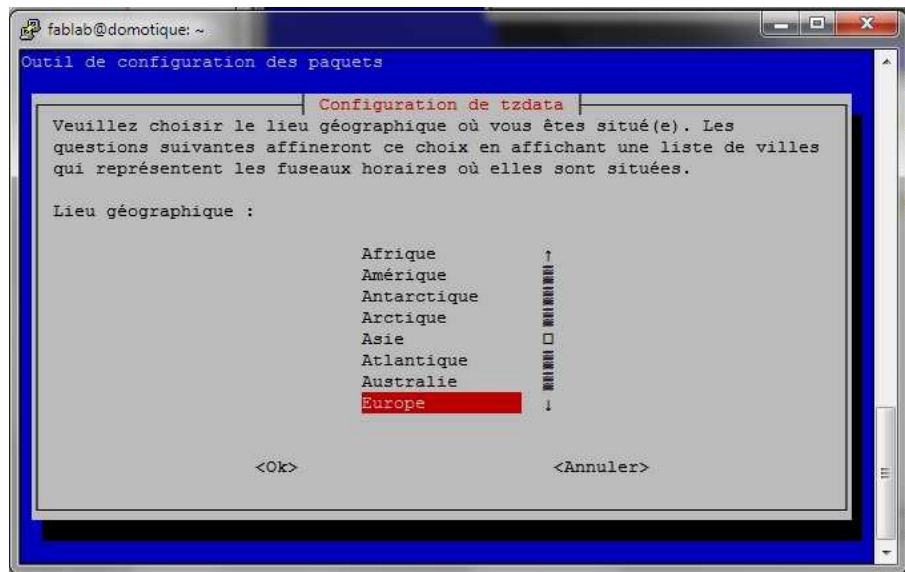 fablab@domotique: ~
Outil de configuration des paquets
Configuration de tzdata
Veuillez choisir le lieu géographique où vous êtes situé(e). Les
questions suivantes affineront ce choix en affichant une liste de villes
qui représentent les fuseaux horaires où elles sont situées.
Lieu géographique :
Afrique
Amérique
Antarctique
Arctique
Asie
Atlantique
Australie
Europe
<Ok> <Annuler>